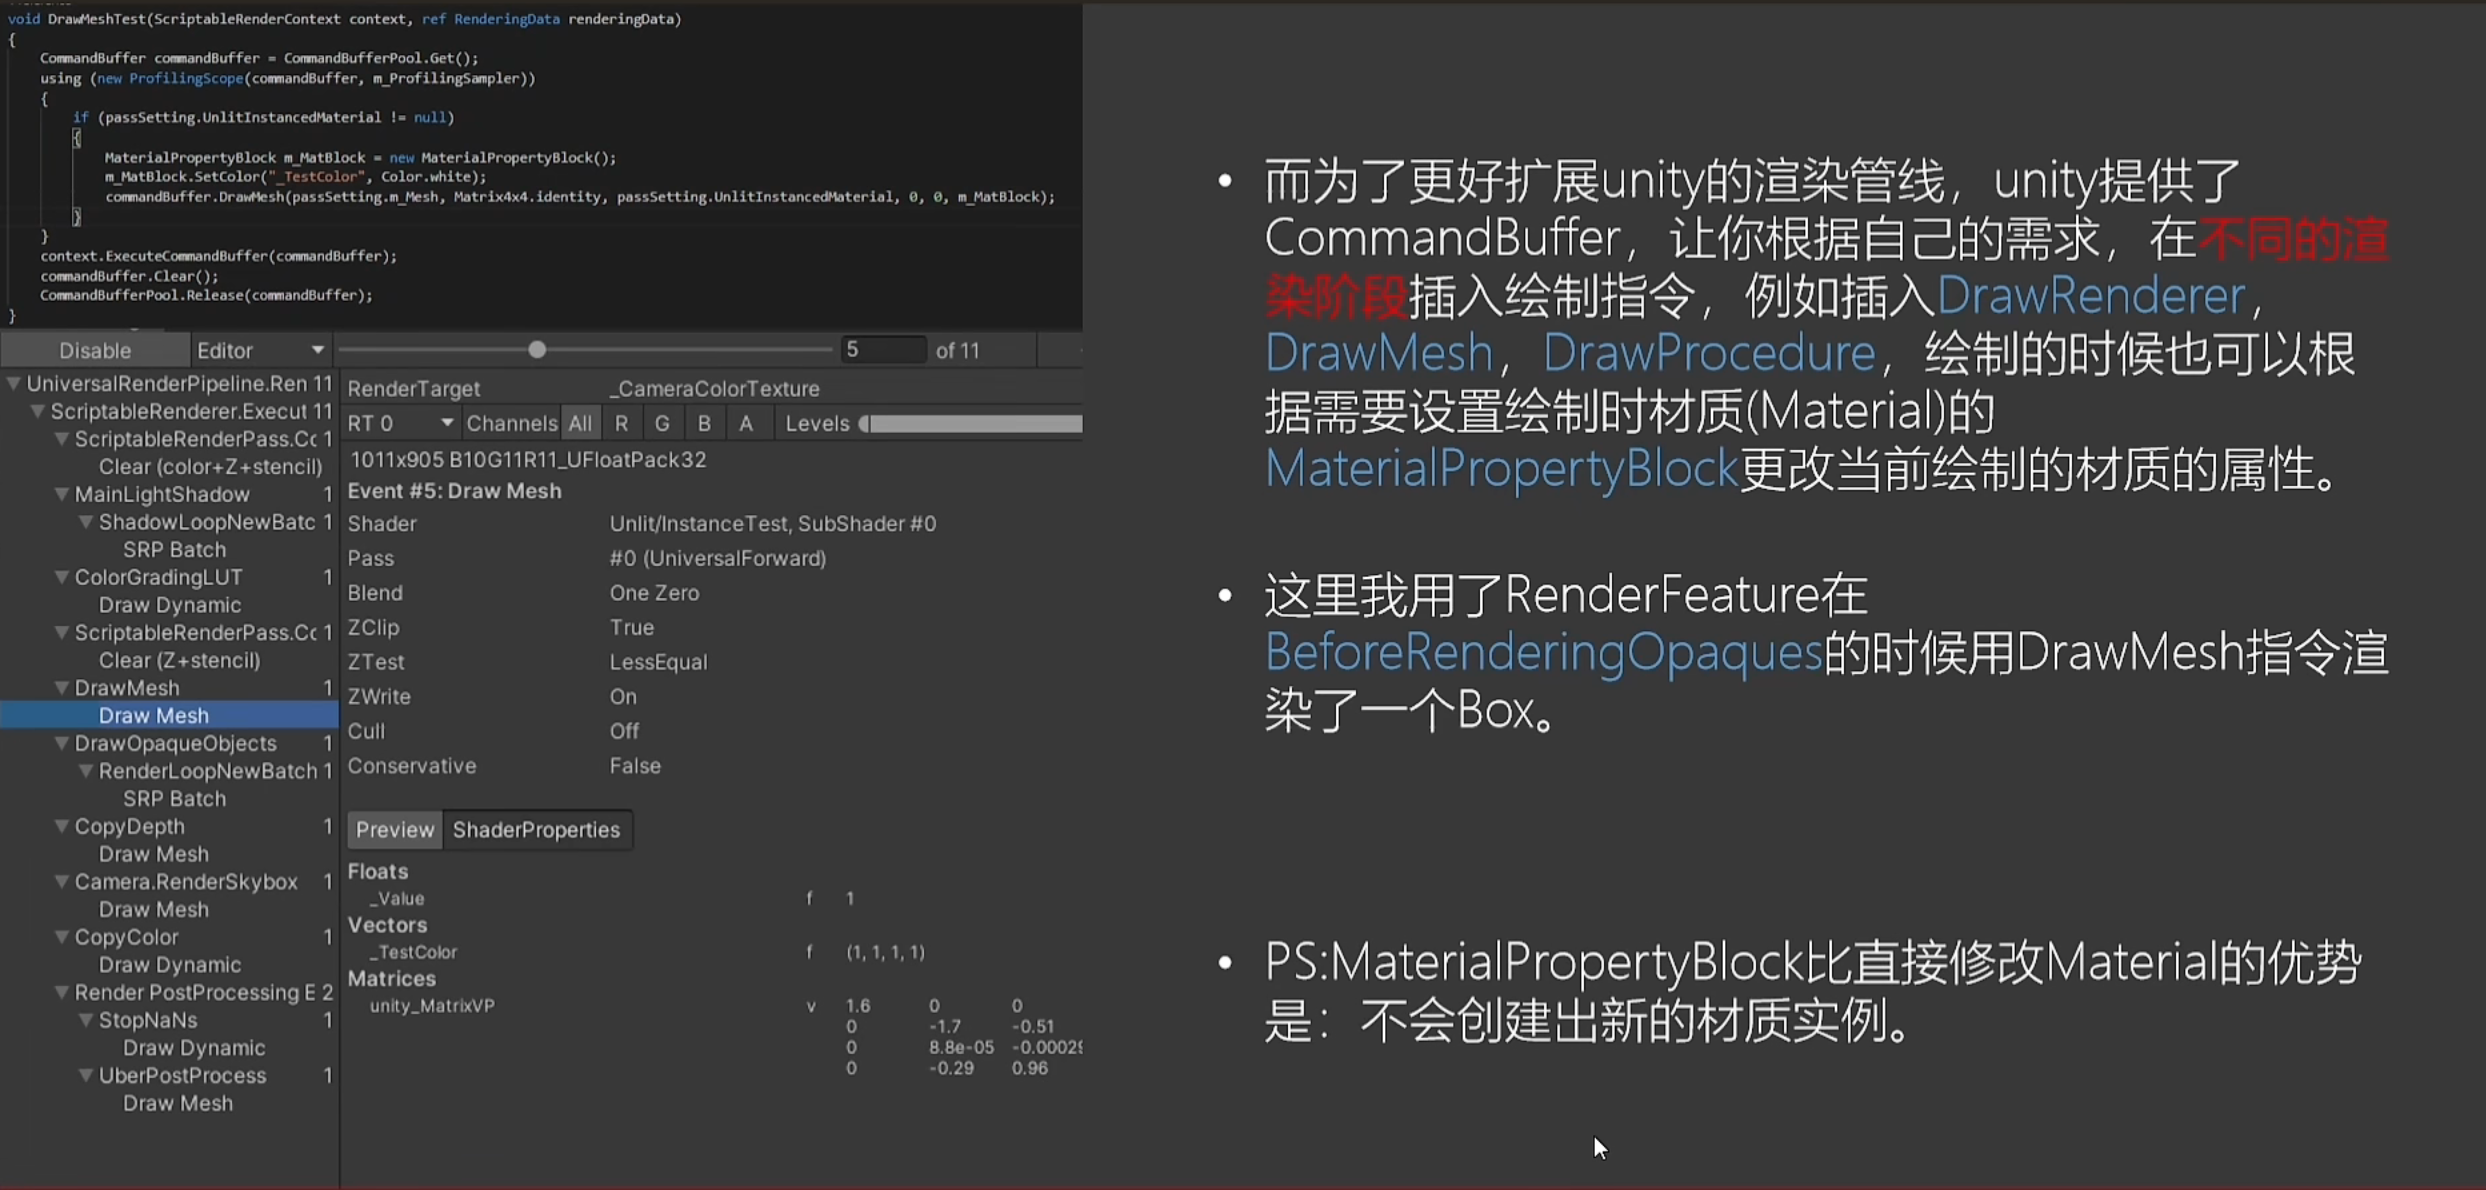 void DrawMeshTest(ScriptableRenderContext context, ref RenderingData renderingData)
{
CommandBuffer commandBuffer = CommandBufferPool.Get();
using (new ProfilingScope(commandBuffer, m_ProfilingSampler))
{
if (passSetting.UnlitInstancedMaterial != null)
{
MaterialPropertyBlock m_MatBlock = new MaterialPropertyBlock();
m_MatBlock.SetColor("_TestColor", Color.white);
commandBuffer.DrawMesh(passSetting.m_Mesh, Matrix4x4.identity, passSetting.UnlitInstancedMaterial, 0, 0, m_MatBlock);
}
}
context.ExecuteCommandBuffer(commandBuffer);
commandBuffer.Clear();
CommandBufferPool.Release(commandBuffer);
}
Disable Editor 5 of 11
UniversalRenderPipeline.Ren 11
ScriptableRenderer.Execut 11
ScriptableRenderPass.Cc 1
Clear (color+Z+stencil)
MainLightShadow 1
ShadowLoopNewBatc 1
SRP Batch
ColorGradingLUT 1
Draw Dynamic
ScriptableRenderPass.Cc 1
Clear (Z+stencil)
DrawMesh 1
Draw Mesh
DrawOpaqueObjects 1
RenderLoopNewBatch 1
SRP Batch
CopyDepth 1
Draw Mesh
Camera.RenderSkybox 1
Draw Mesh
CopyColor 1
Draw Dynamic
Render PostProcessing E 2
StopNaNs 1
Draw Dynamic
UberPostProcess 1
Draw Mesh
RenderTarget _CameraColorTexture
RT 0 Channels All R G B A Levels
1011x905 B10G11R11_UFloatPack32
Event #5: Draw Mesh
Shader Unlit/InstanceTest, SubShader #0
Pass #0 (UniversalForward)
Blend One Zero
ZClip True
ZTest LessEqual
ZWrite On
Cull Off
Conservative False
Preview ShaderProperties
Floats
_Value f 1
Vectors
_TestColor f (1, 1, 1, 1)
Matrices
unity_MatrixVP v 1.6 0 0
0 -1.7 -0.51
0 8.8e-05 -0.00029
0 -0.29 0.96
• 而为了更好扩展unity的渲染管线，unity提供了
CommandBuffer，让你根据自己的需求，在不同的渲
染阶段插入绘制指令，例如插入DrawRenderer，
DrawMesh，DrawProcedure，绘制的时候也可以根
据需要设置绘制时材质(Material)的
MaterialPropertyBlock更改当前绘制的材质的属性。
• 这里我用了RenderFeature在
BeforeRenderingOpaques的时候用DrawMesh指令渲
染了一个Box。
• PS:MaterialPropertyBlock比直接修改Material的优势
是：不会创建出新的材质实例。